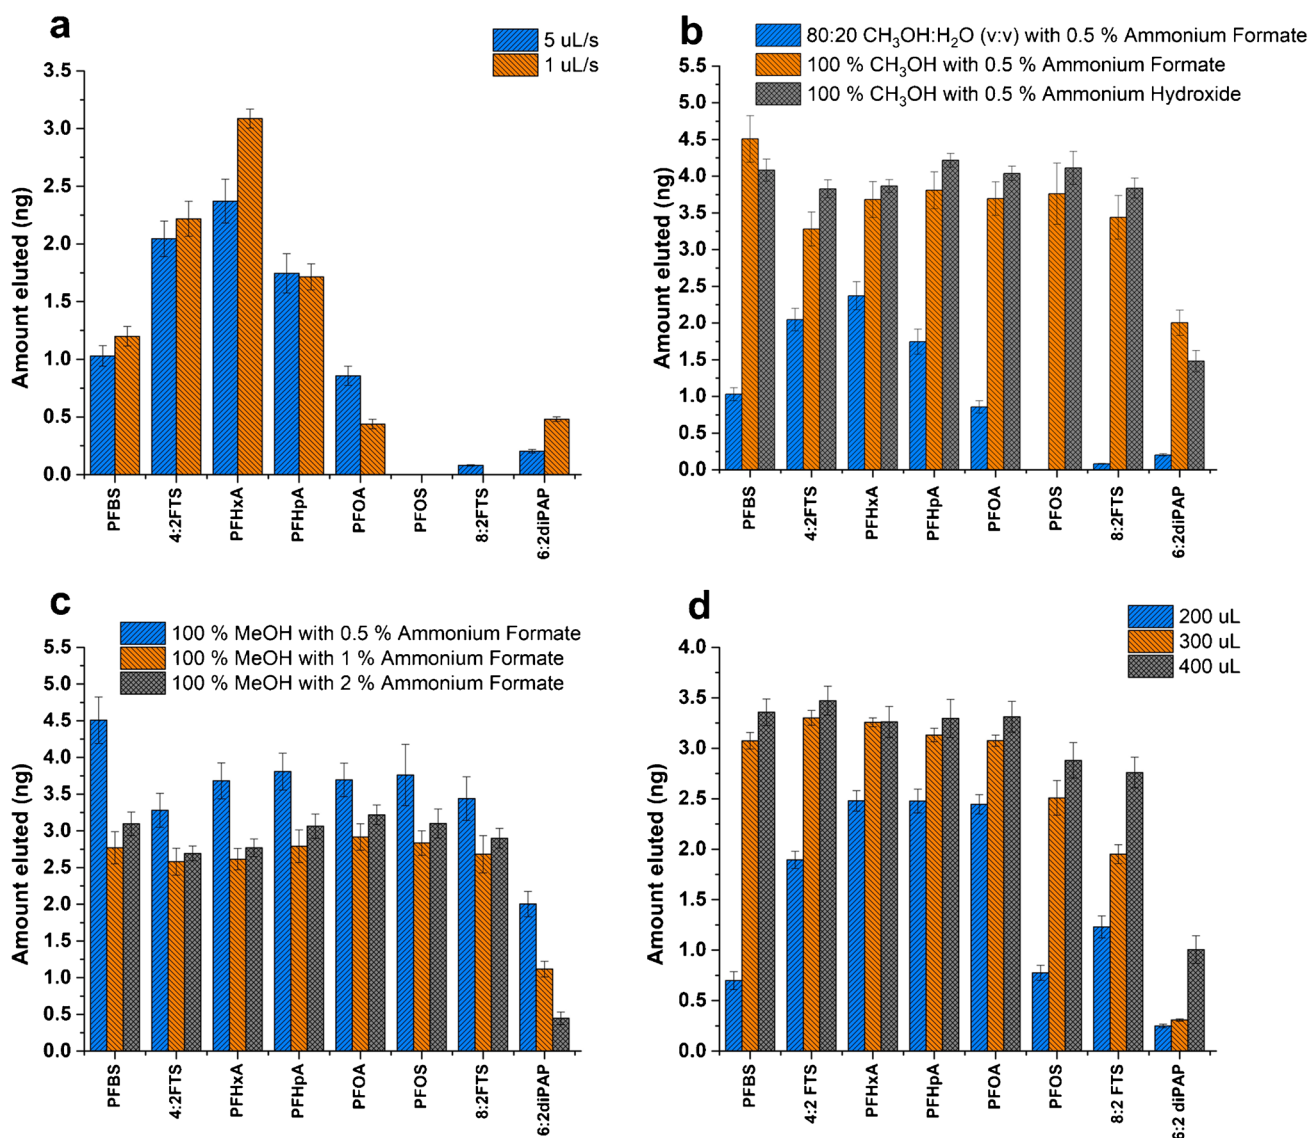 a
5 uL/s
1 uL/s
Amount eluted (ng)
3.5
3.0
2.5
2.0
1.5
1.0
0.5
0.0
PFBS
4:2FTS
PFHxA
PFHpA
PFOA
PFOS
8:2FTS
6:2diPAP
b
80:20 CH₃OH:H₂O (v:v) with 0.5 % Ammonium Formate
100 % CH₃OH with 0.5 % Ammonium Formate
100 % CH₃OH with 0.5 % Ammonium Hydroxide
Amount eluted (ng)
5.5
5.0
4.5
4.0
3.5
3.0
2.5
2.0
1.5
1.0
0.5
0.0
PFBS
4:2FTS
PFHxA
PFHpA
PFOA
PFOS
8:2FTS
6:2diPAP
c
100 % MeOH with 0.5 % Ammonium Formate
100 % MeOH with 1 % Ammonium Formate
100 % MeOH with 2 % Ammonium Formate
Amount eluted (ng)
5.5
5.0
4.5
4.0
3.5
3.0
2.5
2.0
1.5
1.0
0.5
0.0
PFBS
4:2FTS
PFHxA
PFHpA
PFOA
PFOS
8:2FTS
6:2diPAP
d
200 uL
300 uL
400 uL
Amount eluted (ng)
4.0
3.5
3.0
2.5
2.0
1.5
1.0
0.5
0.0
PFBS
4:2 FTS
PFHxA
PFHpA
PFOA
PFOS
8:2 FTS
6:2 diPAP